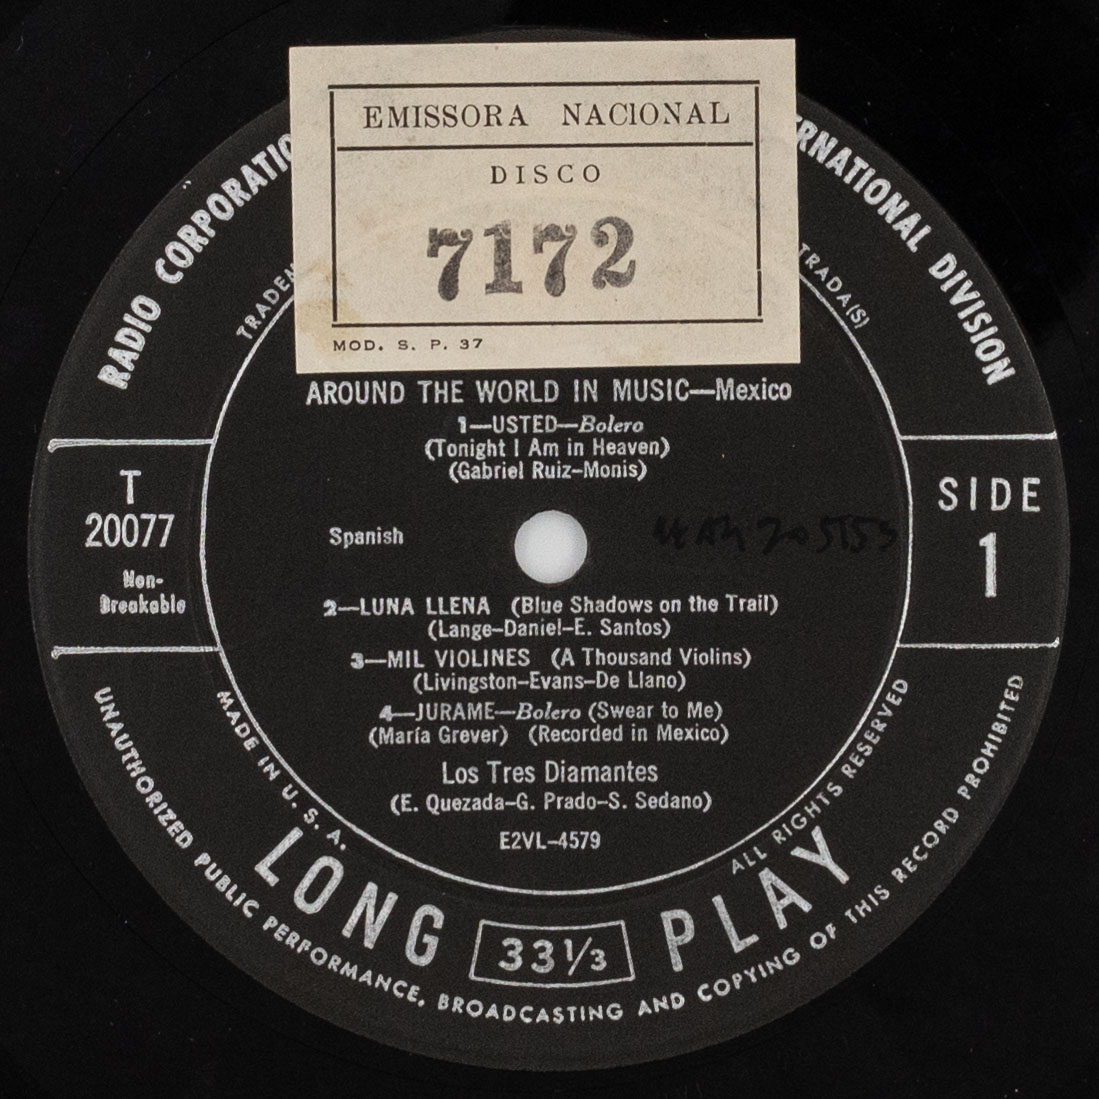 EMISSORA NACIONAL
DISCO
7172
MOD. S. P. 37
RADIO CORPORATIO
RNATIONAL DIVISION
TRADEM
TRADA(S)
AROUND THE WORLD IN MUSIC—Mexico
1—USTED—Bolero
(Tonight I Am in Heaven)
(Gabriel Ruiz-Monis)
T
20077
Non-
Breakable
Spanish
SIDE
1
2—LUNA LLENA (Blue Shadows on the Trail)
(Lange-Daniel-E. Santos)
3—MIL VIOLINES (A Thousand Violins)
(Livingston-Evans-De Llano)
4—JURAME—Bolero (Swear to Me)
(María Grever) (Recorded in Mexico)
Los Tres Diamantes
(E. Quezada-G. Prado-S. Sedano)
E2VL-4579
MADE IN U. S. A.
ALL RIGHTS RESERVED
LONG 33⅓ PLAY
UNAUTHORIZED PUBLIC PERFORMANCE, BROADCASTING AND COPYING OF THIS RECORD PROHIBITED